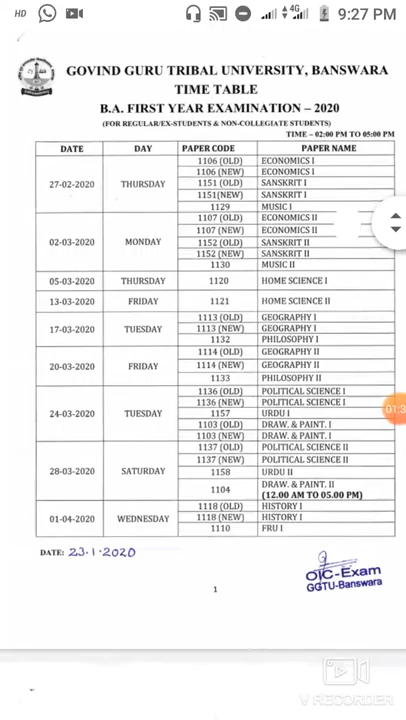 HD 4G 9:27 PM
GOVIND GURU TRIBAL UNIVERSITY, BANSWARA
TIME TABLE
B.A. FIRST YEAR EXAMINATION – 2020
(FOR REGULAR/EX-STUDENTS & NON-COLLEGIATE STUDENTS)
TIME – 02:00 PM TO 05:00 PM
DATE DAY PAPER CODE PAPER NAME
27-02-2020 THURSDAY
1106 (OLD) ECONOMICS I
1106 (NEW) ECONOMICS I
1151 (OLD) SANSKRIT I
1151(NEW) SANSKRIT I
1129 MUSIC I
02-03-2020 MONDAY
1107 (OLD) ECONOMICS II
1107 (NEW) ECONOMICS II
1152 (OLD) SANSKRIT II
1152 (NEW) SANSKRIT II
1130 MUSIC II
05-03-2020 THURSDAY 1120 HOME SCIENCE I
13-03-2020 FRIDAY 1121 HOME SCIENCE II
17-03-2020 TUESDAY
1113 (OLD) GEOGRAPHY I
1113 (NEW) GEOGRAPHY I
1132 PHILOSOPHY I
20-03-2020 FRIDAY
1114 (OLD) GEOGRAPHY II
1114 (NEW) GEOGRAPHY II
1133 PHILOSOPHY II
24-03-2020 TUESDAY
1136 (OLD) POLITICAL SCIENCE I
1136 (NEW) POLITICAL SCIENCE I
1157 URDU I
1103 (OLD) DRAW. & PAINT. I
1103 (NEW) DRAW. & PAINT. I
28-03-2020 SATURDAY
1137 (OLD) POLITICAL SCIENCE II
1137 (NEW) POLITICAL SCIENCE II
1158 URDU II
1104 DRAW. & PAINT. II
(12.00 AM TO 05.00 PM)
01-04-2020 WEDNESDAY
1118 (OLD) HISTORY I
1118 (NEW) HISTORY I
1110 FRU I
01:3
DATE: 23.1.2020
OIC-Exam
GGTU-Banswara
1
V RECORDER